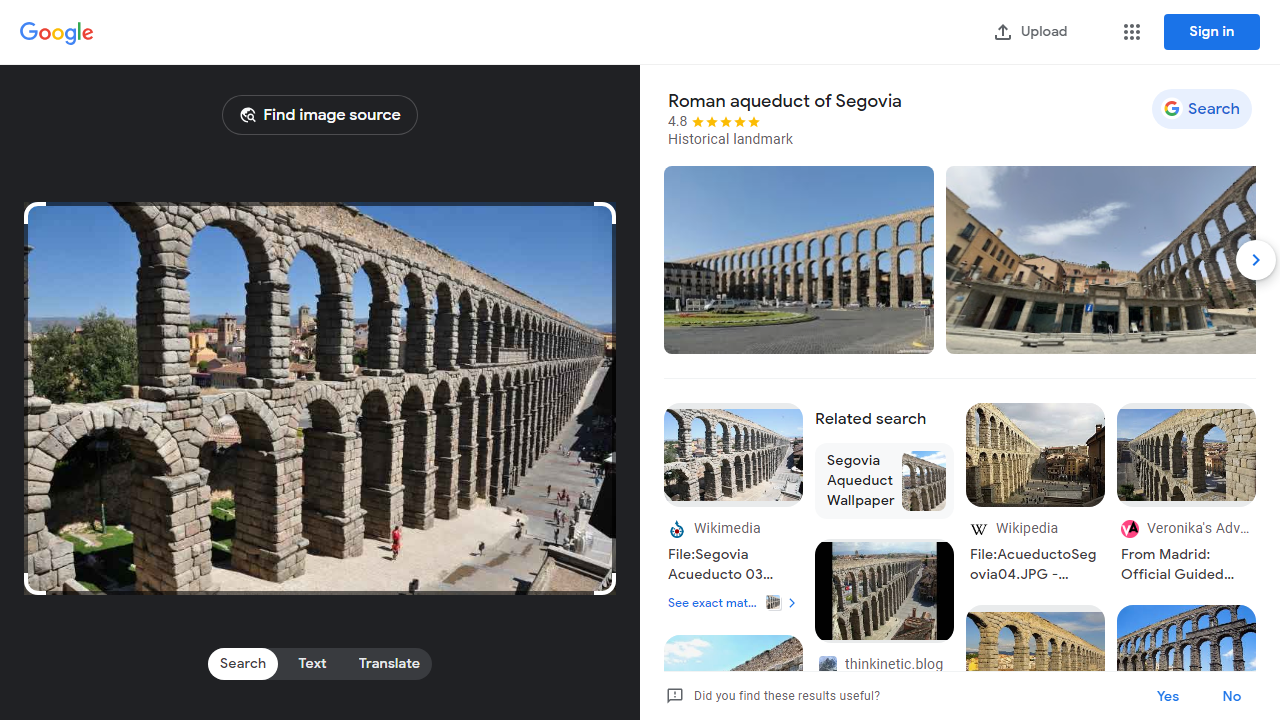 Google
Upload
Sign in
Find image source
Search
Text
Translate
Roman aqueduct of Segovia
4.8
Historical landmark
Search
Wikimedia
File:Segovia
Acueducto 03...
See exact mat...
Related search
Segovia
Aqueduct
Wallpaper
thinkinetic.blog
Wikipedia
File:AcueductoSeg
ovia04.JPG -...
Veronika's Adv...
From Madrid:
Official Guided...
Did you find these results useful?
Yes
No